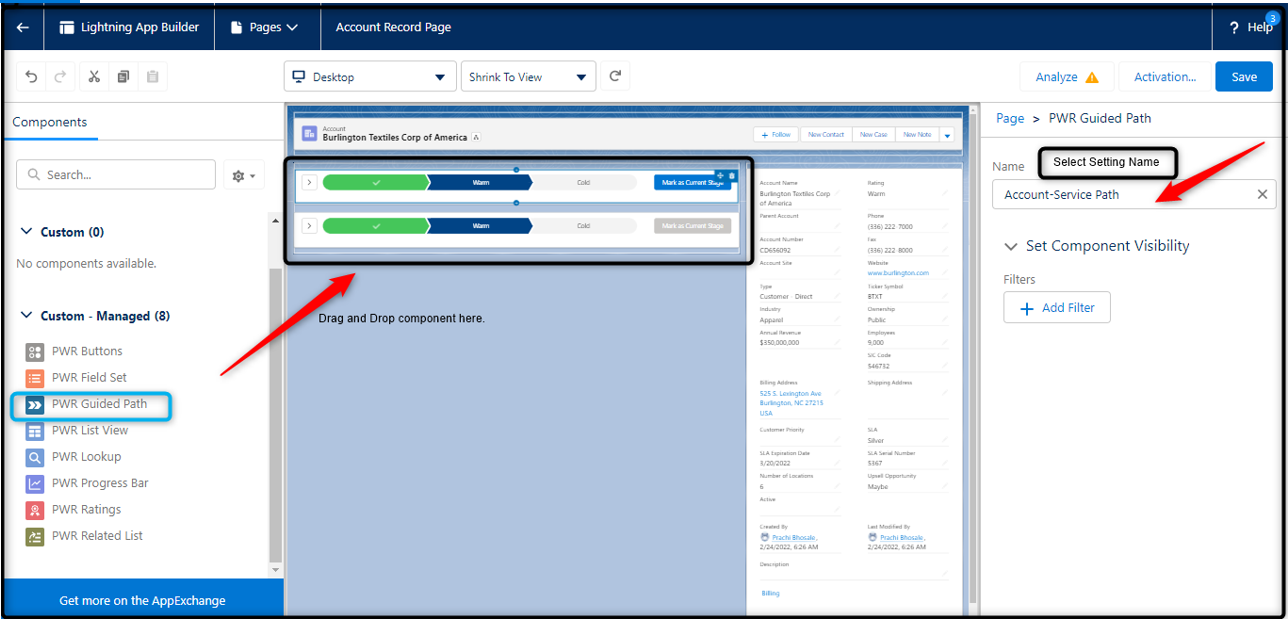 Lightning App Builder
Pages
Account Record Page
? Help
3
Desktop
Shrink To View
Analyze
Activation...
Save
Components
Search...
Custom (0)
No components available.
Custom - Managed (8)
PWR Buttons
PWR Field Set
PWR Guided Path
PWR List View
PWR Lookup
PWR Progress Bar
PWR Ratings
PWR Related List
Get more on the AppExchange
Account
Burlington Textiles Corp of America
+ Follow
New Contact
New Case
New Note
Warm
Cold
Mark as Current Stage
Warm
Cold
Mark as Current Stage
Drag and Drop component here.
Account Name
Rating
Burlington Textiles Corp of America
Warm
Parent Account
Phone
(336) 222-7000
Account Number
Fax
CD656092
(336) 222-8000
Account Site
Website
www.burlington.com
Type
Ticker Symbol
Customer - Direct
BTXT
Industry
Ownership
Apparel
Public
Annual Revenue
Employees
$350,000,000
9,000
SIC Code
546732
Billing Address
Shipping Address
525 S. Lexington Ave
Burlington, NC 27215
USA
Customer Priority
SLA
Silver
SLA Expiration Date
SLA Serial Number
3/20/2022
5367
Number of Locations
Upsell Opportunity
6
Maybe
Active
Created By
Last Modified By
Prachi Bhosale,
Prachi Bhosale,
2/24/2022, 6:26 AM
2/24/2022, 6:26 AM
Description
Billing
Page > PWR Guided Path
Name
Select Setting Name
Account-Service Path
Set Component Visibility
Filters
+ Add Filter